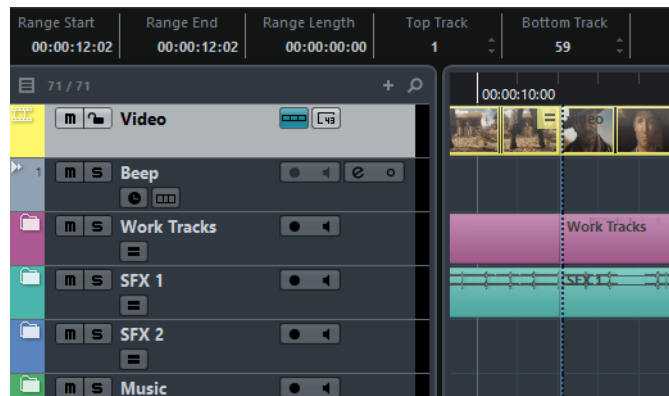 Range Start Range End Range Length Top Track Bottom Track
00:00:12:02 00:00:12:02 00:00:00:00 1 59
71 / 71
00:00:10:00
m Video 43 Video
1 m S Beep e
m S Work Tracks Work Tracks
m S SFX 1 SFX 1
m S SFX 2
m S Music